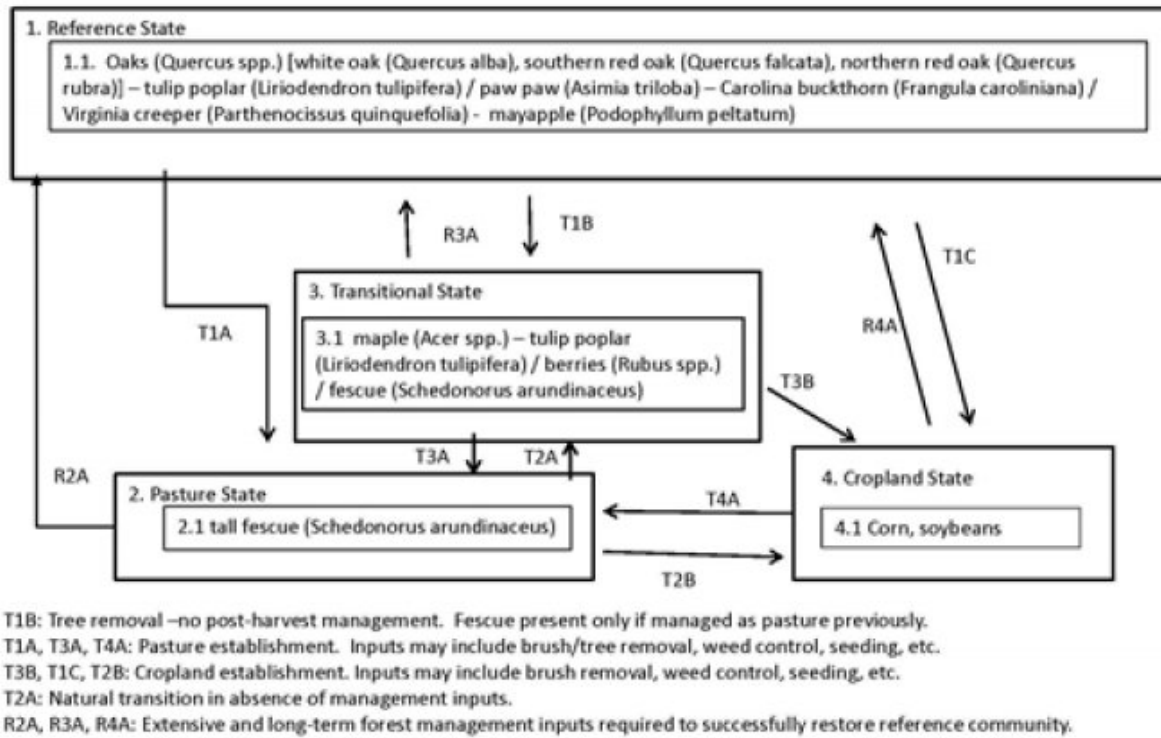 1. Reference State
1.1. Oaks (Quercus spp.) [white oak (Quercus alba), southern red oak (Quercus falcata), northern red oak (Quercus
rubra)] – tulip poplar (Liriodendron tulipifera) / paw paw (Asimia triloba) – Carolina buckthorn (Frangula caroliniana) /
Virginia creeper (Parthenocissus quinquefolia) - mayapple (Podophyllum peltatum)
R3A
T1B
T1C
3. Transitional State
T1A
R4A
3.1 maple (Acer spp.) – tulip poplar
(Liriodendron tulipifera) / berries (Rubus spp.)
/ fescue (Schedonorus arundinaceus)
T3B
T3A
T2A
R2A
2. Pasture State
4. Cropland State
T4A
2.1 tall fescue (Schedonorus arundinaceus)
4.1 Corn, soybeans
T2B
T1B: Tree removal –no post-harvest management. Fescue present only if managed as pasture previously.
T1A, T3A, T4A: Pasture establishment. Inputs may include brush/tree removal, weed control, seeding, etc.
T3B, T1C, T2B: Cropland establishment. Inputs may include brush removal, weed control, seeding, etc.
T2A: Natural transition in absence of management inputs.
R2A, R3A, R4A: Extensive and long-term forest management inputs required to successfully restore reference community.